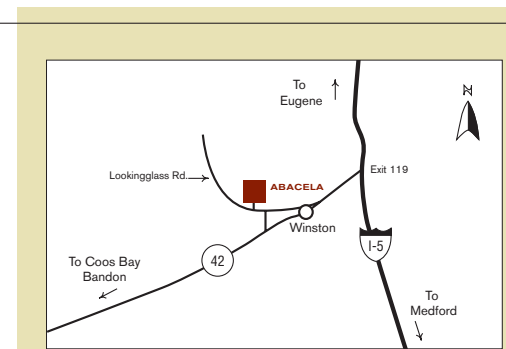 To
Eugene
N
Exit 119
Lookingglass Rd.
ABACELA
Winston
I-5
42
To Coos Bay
Bandon
To
Medford